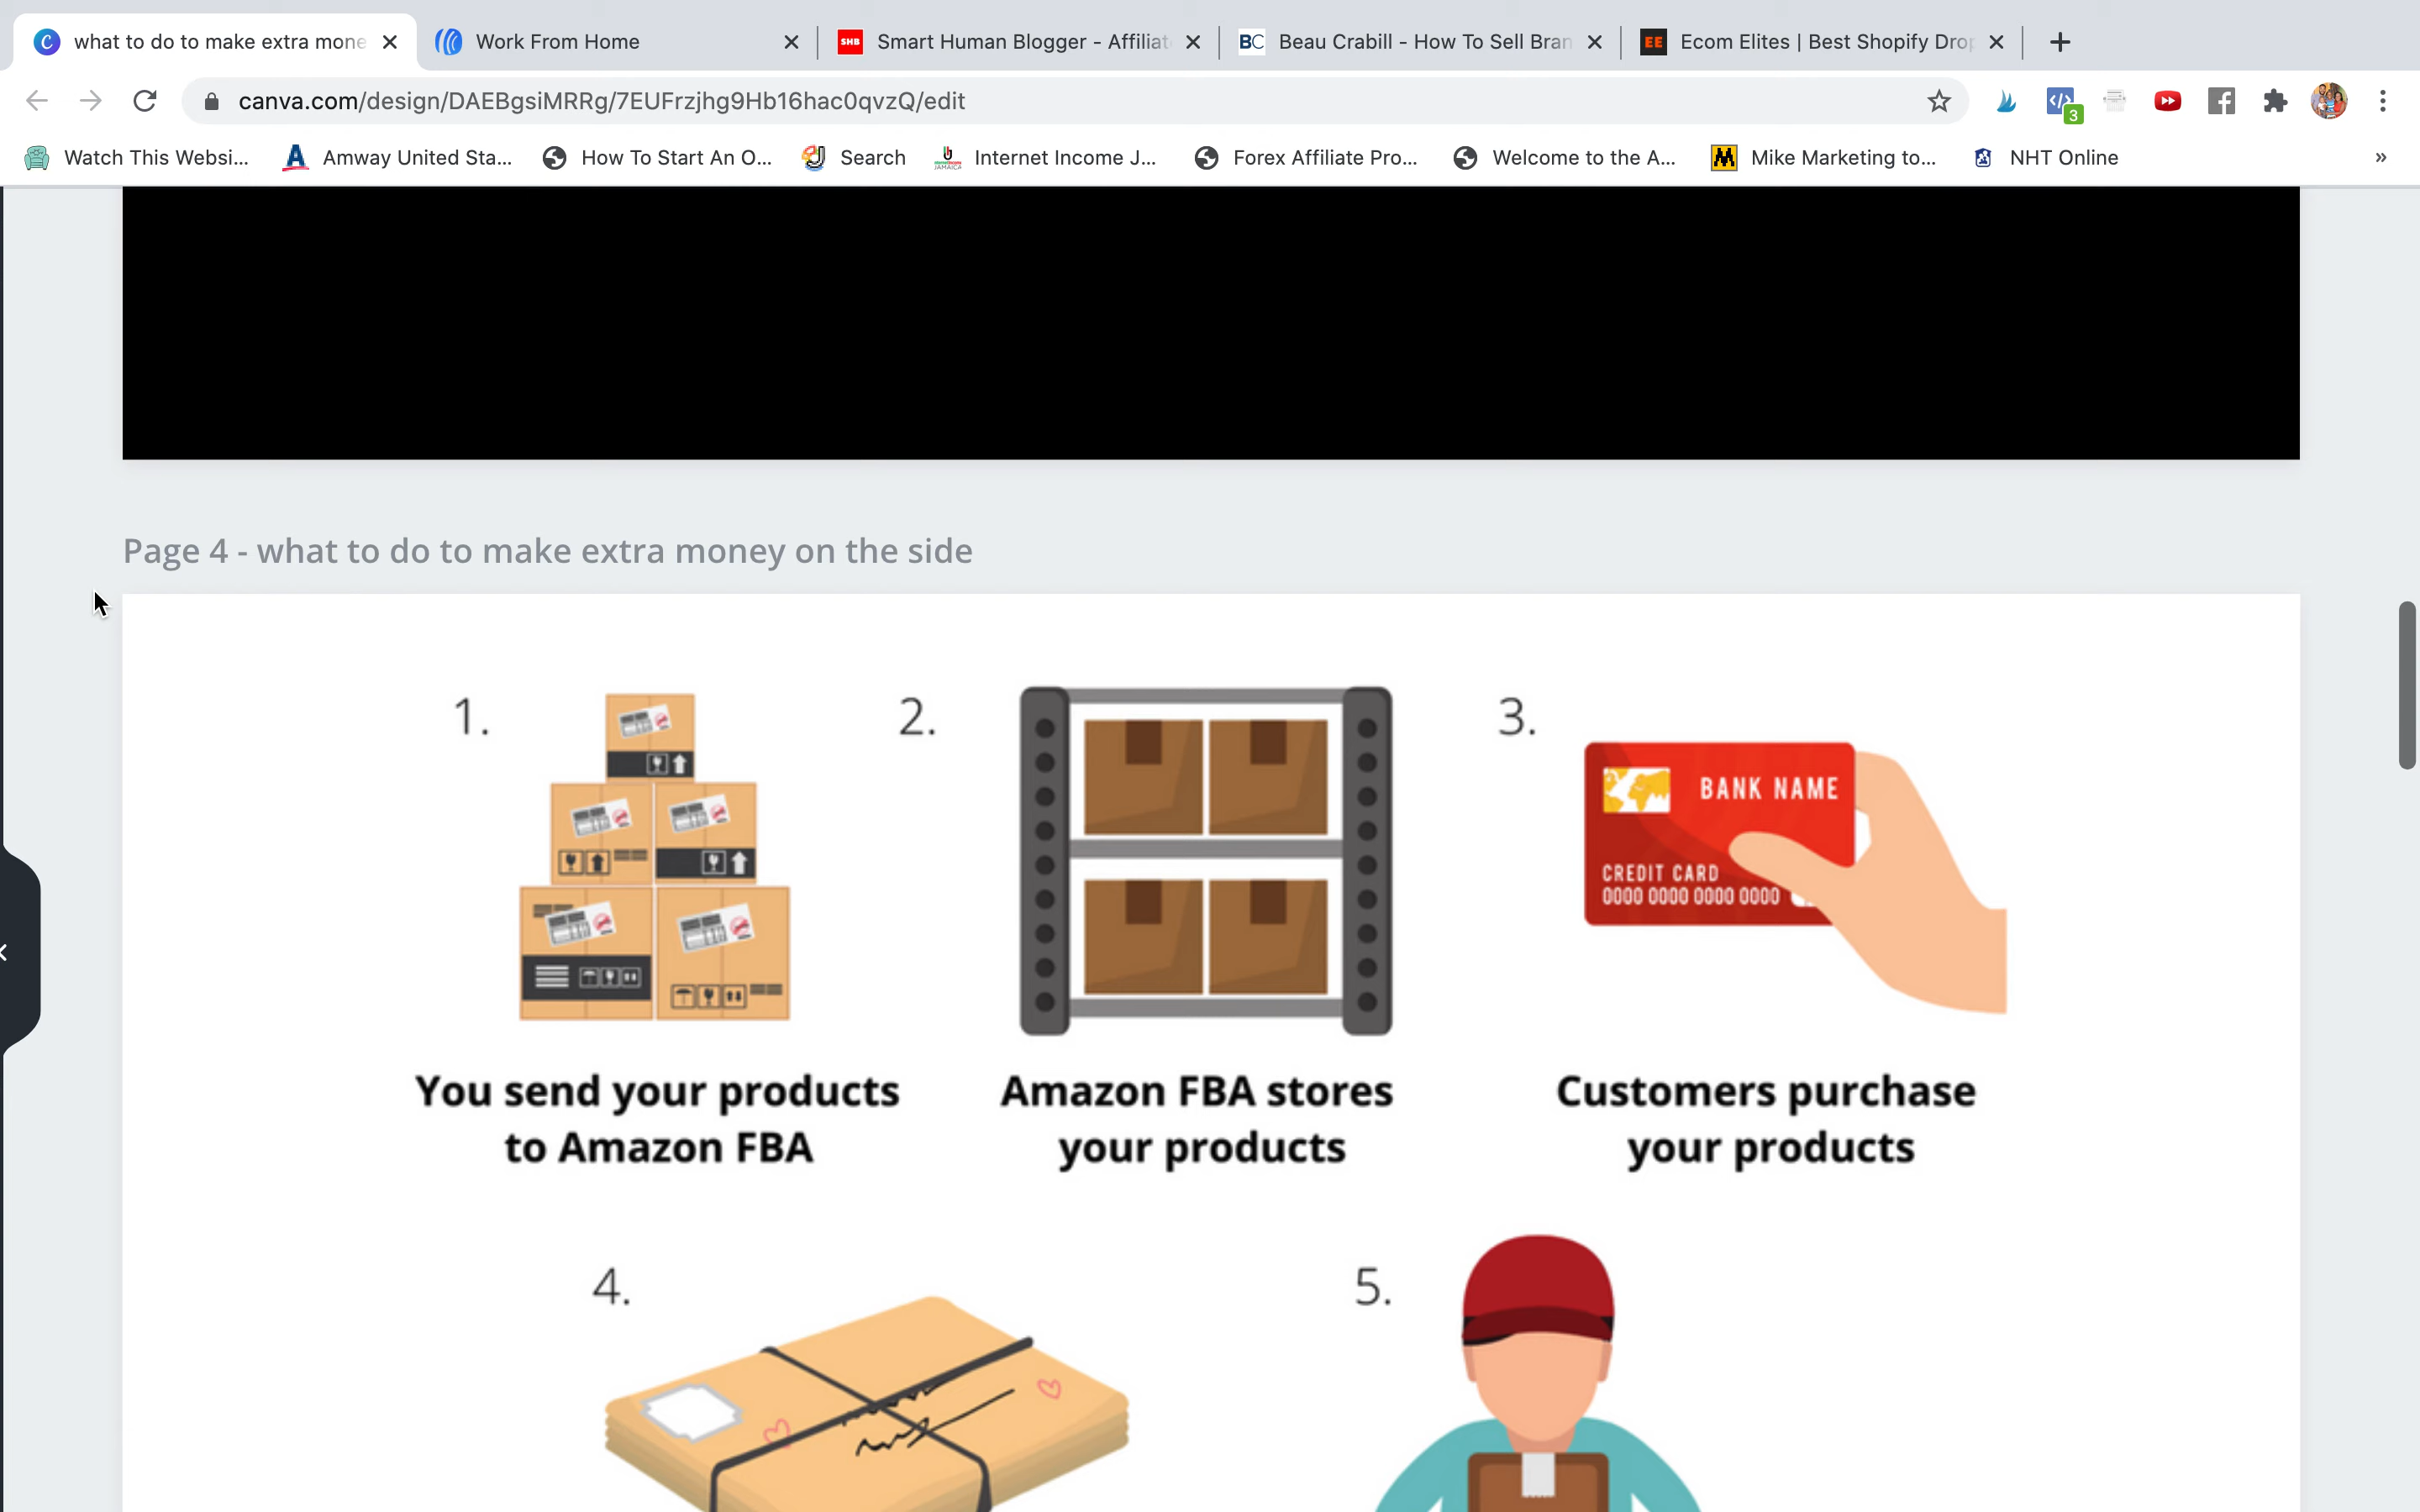 what to do to make extra mone
Work From Home
SHB
Smart Human Blogger - Affiliat
BC
Beau Crabill - How To Sell Bran
EE
Ecom Elites | Best Shopify Drop
canva.com/design/DAEBgsiMRRg/7EUFrzjhg9Hb16hac0qvzQ/edit
3
Watch This Websi...
Amway United Sta...
How To Start An O...
Search
Internet Income J...
Forex Affiliate Pro...
Welcome to the A...
Mike Marketing to...
NHT Online
»
Page 4 - what to do to make extra money on the side
1.
2.
3.
BANK NAME
CREDIT CARD
0000 0000 0000 0000
You send your products
to Amazon FBA
Amazon FBA stores
your products
Customers purchase
your products
4.
5.